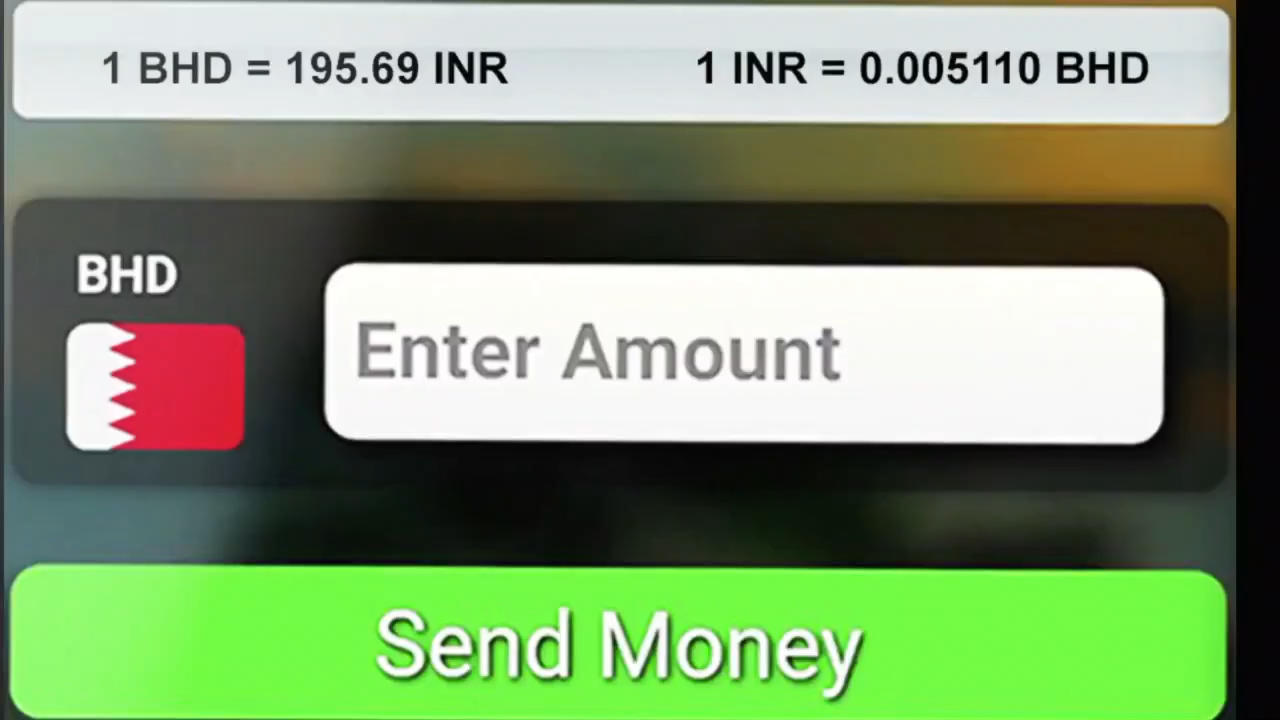 1 BHD = 195.69 INR 1 INR = 0.005110 BHD
BHD
Enter Amount
Send Money